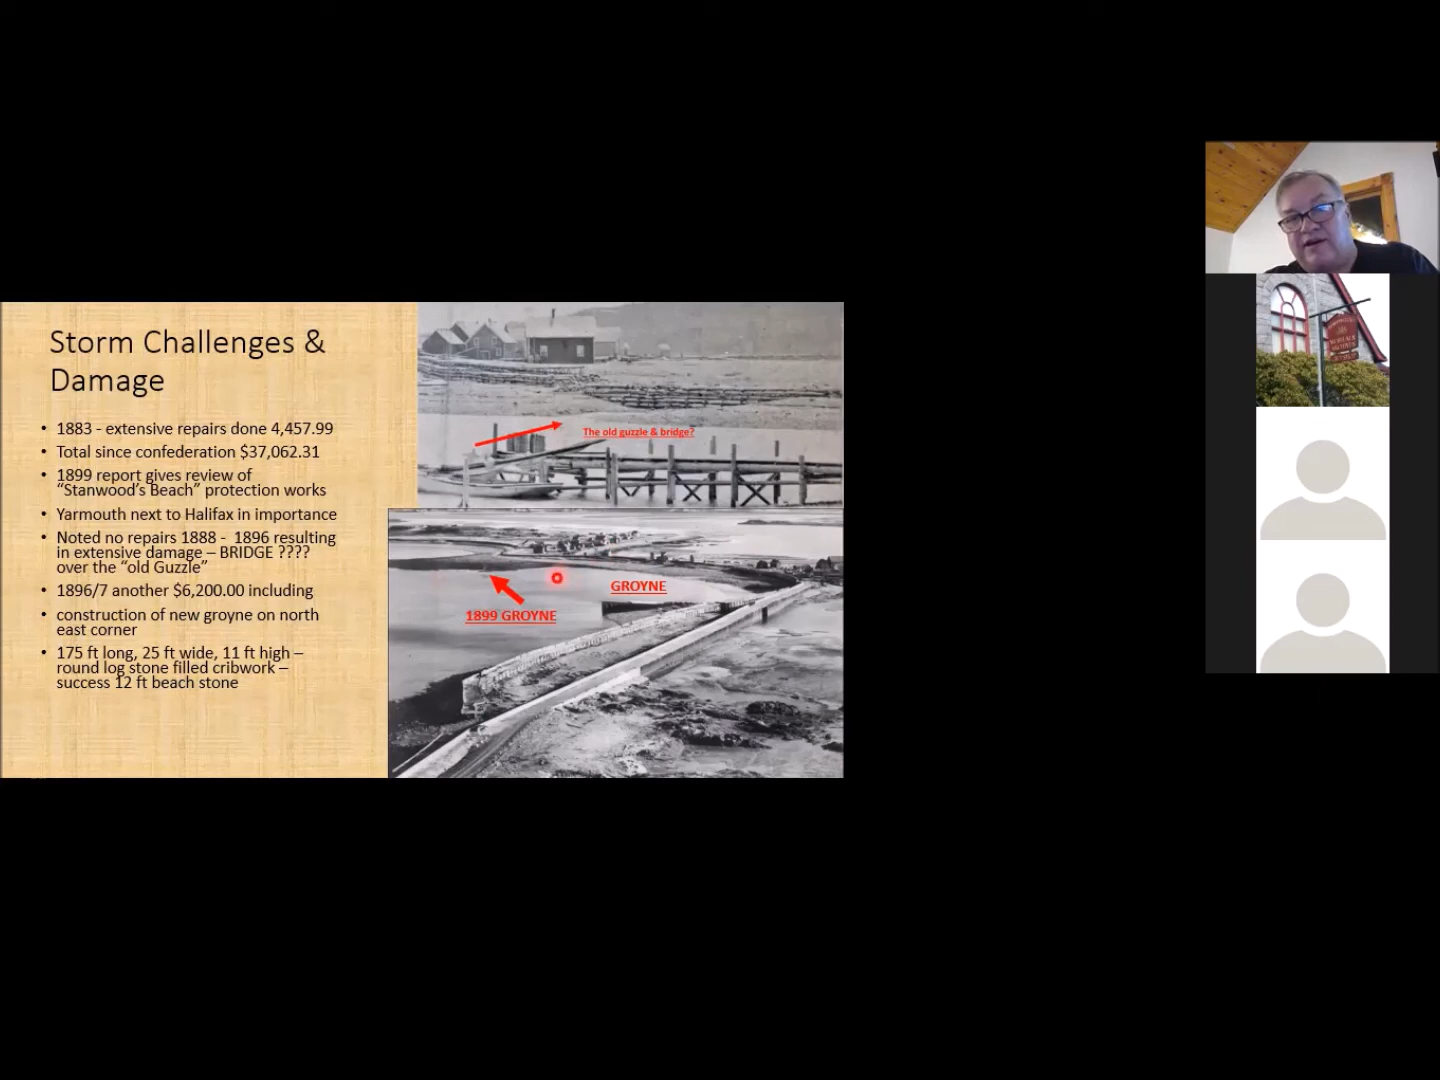 Storm Challenges &
Damage
• 1883 - extensive repairs done 4,457.99
• Total since confederation $37,062.31
• 1899 report gives review of
“Stanwood’s Beach” protection works
• Yarmouth next to Halifax in importance
• Noted no repairs 1888 - 1896 resulting
in extensive damage – BRIDGE ????
over the “old Guzzle”
• 1896/7 another $6,200.00 including
• construction of new groyne on north
east corner
• 175 ft long, 25 ft wide, 11 ft high –
round log stone filled cribwork –
success 12 ft beach stone
The old guzzle & bridge?
GROYNE
1899 GROYNE